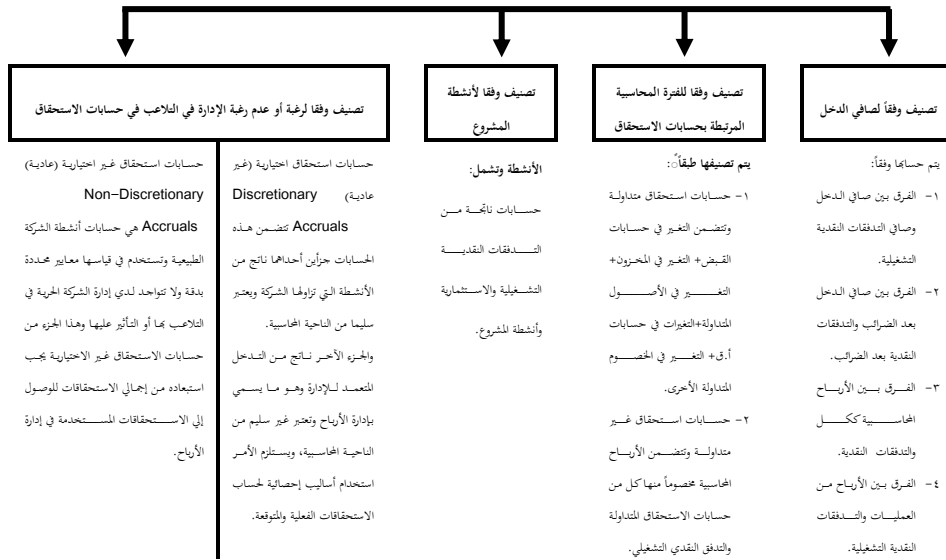 تصنيف وفقاً لصافي الدخل
تصنيف وفقا للفترة المحاسبية
المرتبطة بحسابات الاستحقاق
تصنيف وفقا لأنشطة
المشروع
تصنيف وفقا لرغبة أو عدم رغبة الإدارة في التلاعب في حسابات الاستحقاق
يتم حسابها وفقاً:
١- الفرق بين صافي الدخل
وصافي التدفقات النقدية
التشغيلية.
٢- الفرق بين صافي الدخل
بعد الضرائب والتدفقات
النقدية بعد الضرائب.
٣- الفرق بين الأرباح
المحاسبية ككل
والتدفقات النقدية.
٤- الفرق بين الأرباح من
العمليات والتدفقات
النقدية التشغيلية.
يتم تصنيفها طبقاً:
١- حسابات استحقاق متداولة
وتتضمن التغير في حسابات
القبض+ التغير في المخزون+
التغير في الأصول
المتداولة+التغيرات في حسابات
أ.ق+ التغير في الخصوم
المتداولة الأخرى.
٢- حسابات استحقاق غير
متداولة وتتضمن الأرباح
المحاسبية مخصوماً منها كل من
حسابات الاستحقاق المتداولة
والتدفق النقدي التشغيلي.
الأنشطة وتشمل:
حسابات ناتجة من
التدفقات النقدية
التشغيلية والاستثمارية
وأنشطة المشروع.
حسابات استحقاق اختيارية (غير
عادية) Discretionary
Accruals تتضمن هذه
الحسابات جزأين أحداهما ناتج من
الأنشطة التي تزاولها الشركة ويعتبر
سليما من الناحية المحاسبية.
والجزء الآخر ناتج من التدخل
المتعمد للإدارة وهو ما يسمي
بإدارة الأرباح وتعتبر غير سليم من
الناحية المحاسبية، ويستلزم الأمر
استخدام أساليب إحصائية لحساب
الاستحقاقات الفعلية والمتوقعة.
حسابات استحقاق غير اختيارية (عادية)
Non-Discretionary
Accruals هي حسابات أنشطة الشركة
الطبيعية وتستخدم في قياسها معايير محددة
بدقة ولا تتواجد لدي إدارة الشركة الحرية في
التلاعب بها أو التأثير عليها وهذا الجزء من
حسابات الاستحقاق غير الاختيارية يجب
استبعاده من إجمالي الاستحقاقات للوصول
إلي الاستحقاقات المستخدمة في إدارة
الأرباح.